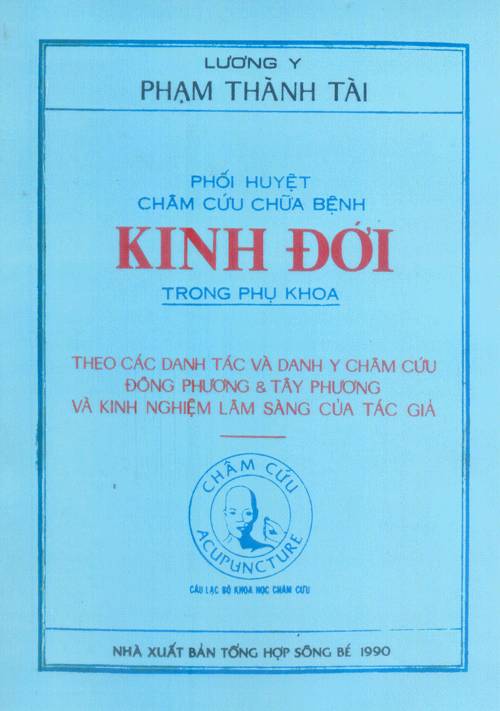 LƯƠNG Y
PHẠM THÀNH TÀI
PHỐI HUYỆT
CHÂM CỨU CHỮA BỆNH
KINH ĐỚI
TRONG PHỤ KHOA
THEO CÁC DANH TÁC VÀ DANH Y CHÂM CỨU
ĐÔNG PHƯƠNG & TÂY PHƯƠNG
VÀ KINH NGHIỆM LÂM SÀNG CỦA TÁC GIẢ
CHÂM CỨU
ACUPUNCTURE
CÂU LẠC BỘ KHOA HỌC CHÂM CỨU
NHÀ XUẤT BẢN TỔNG HỢP SÔNG BÉ 1990